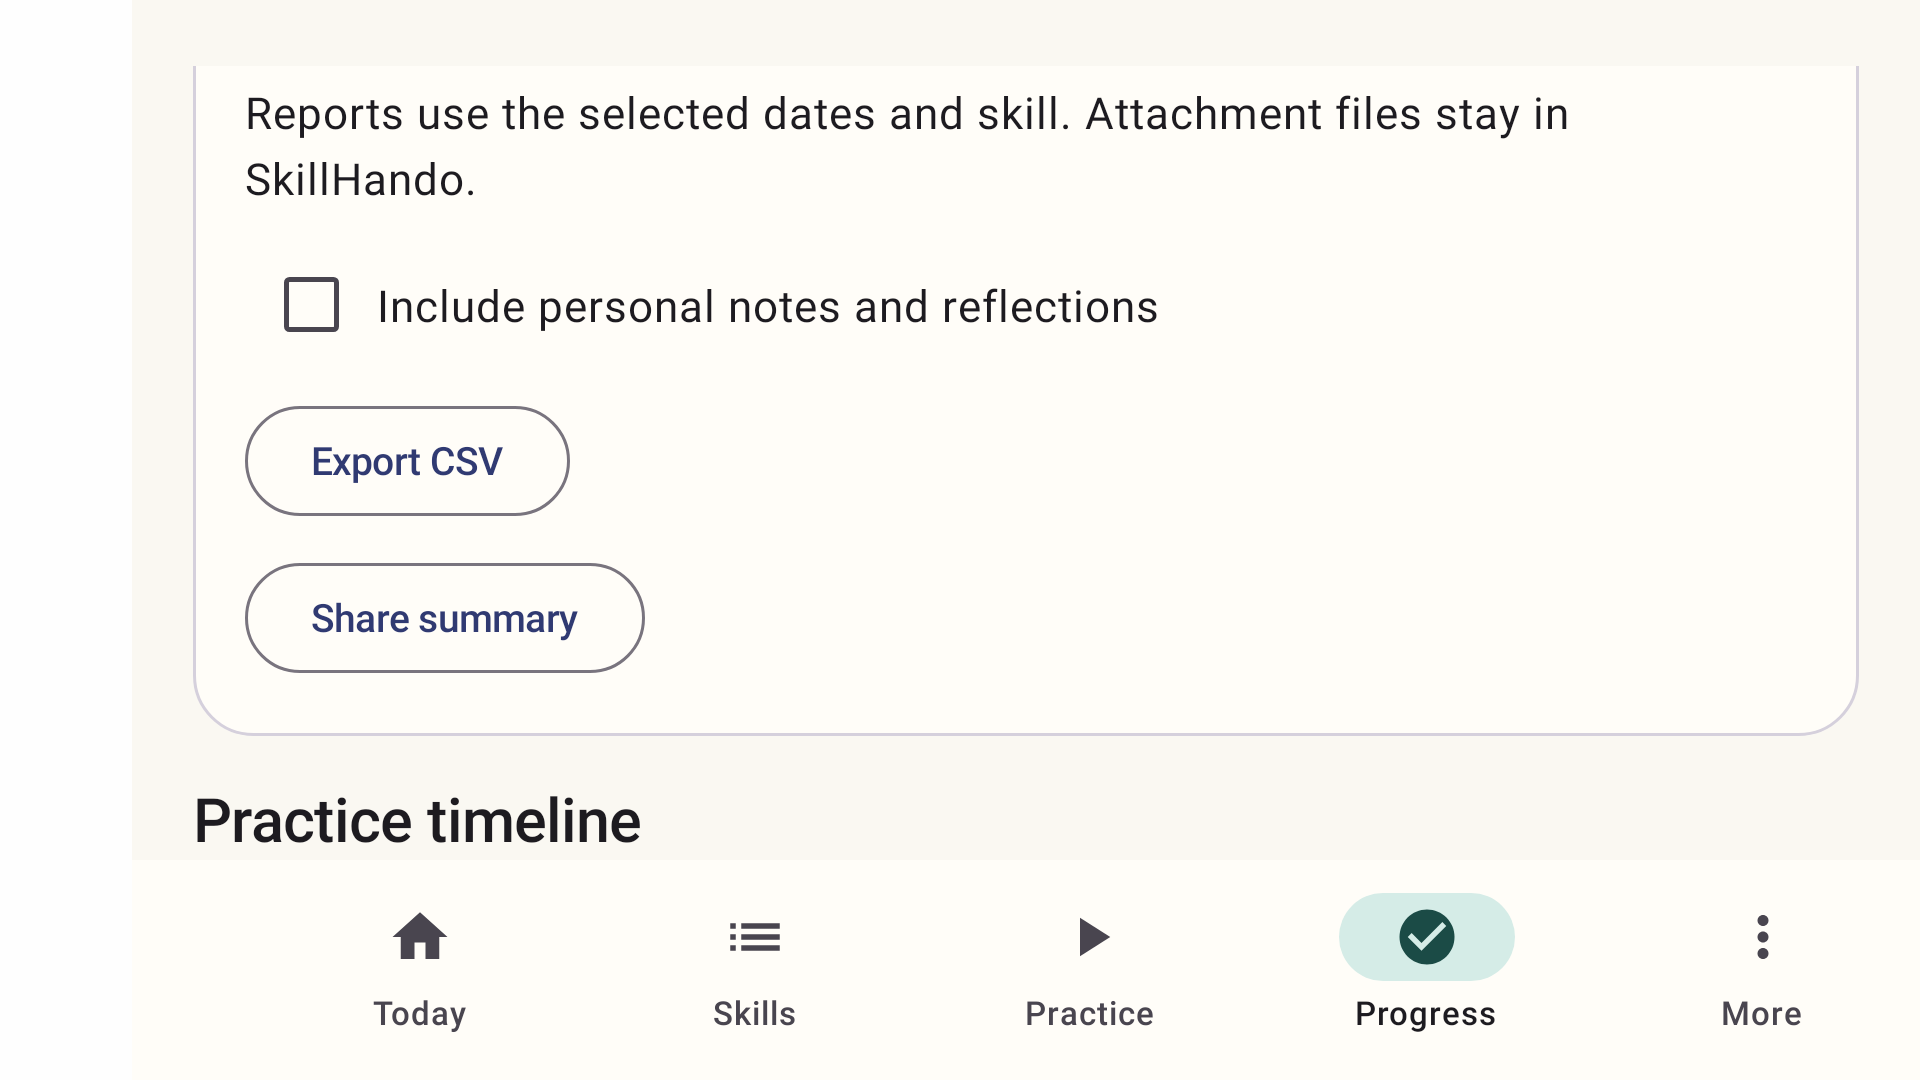 Reports use the selected dates and skill. Attachment files stay in
SkillHando.
Include personal notes and reflections
Export CSV
Share summary
Practice timeline
Today
Skills
Practice
Progress
More